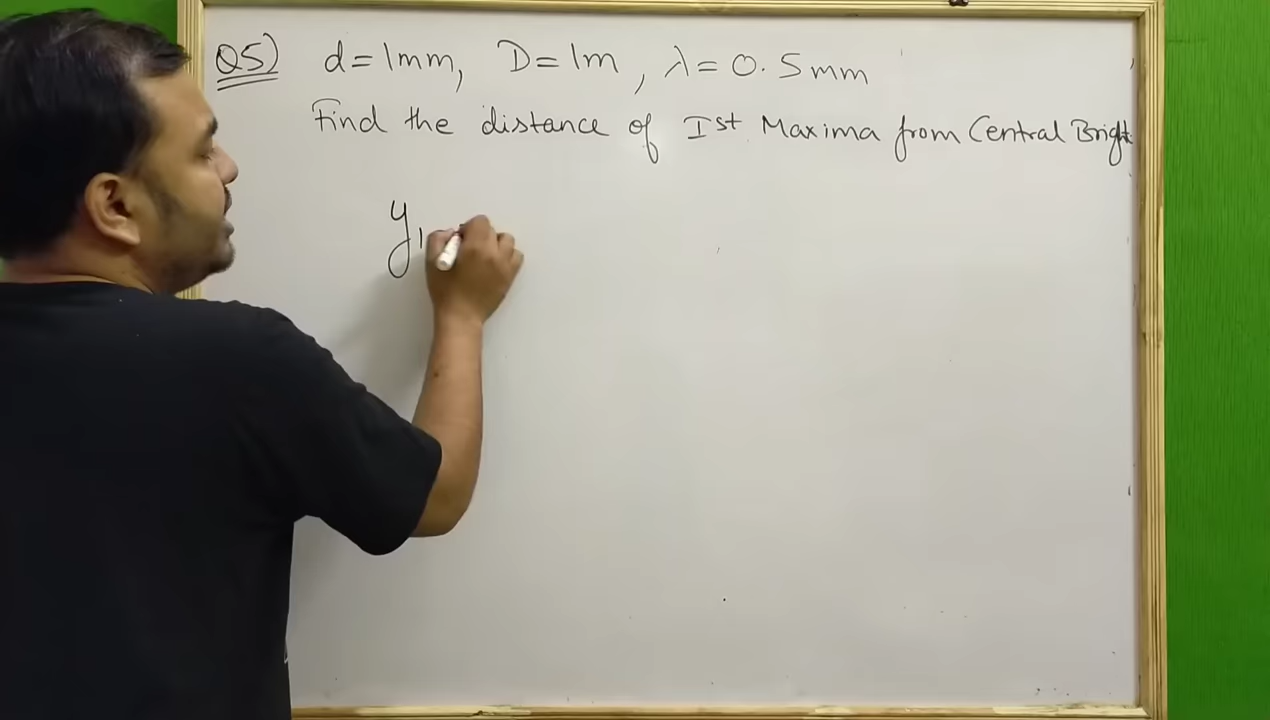 Q5) d=1mm, D=1m, λ=0.5mm
Find the distance of Ist Maxima from Central Bright
y₁